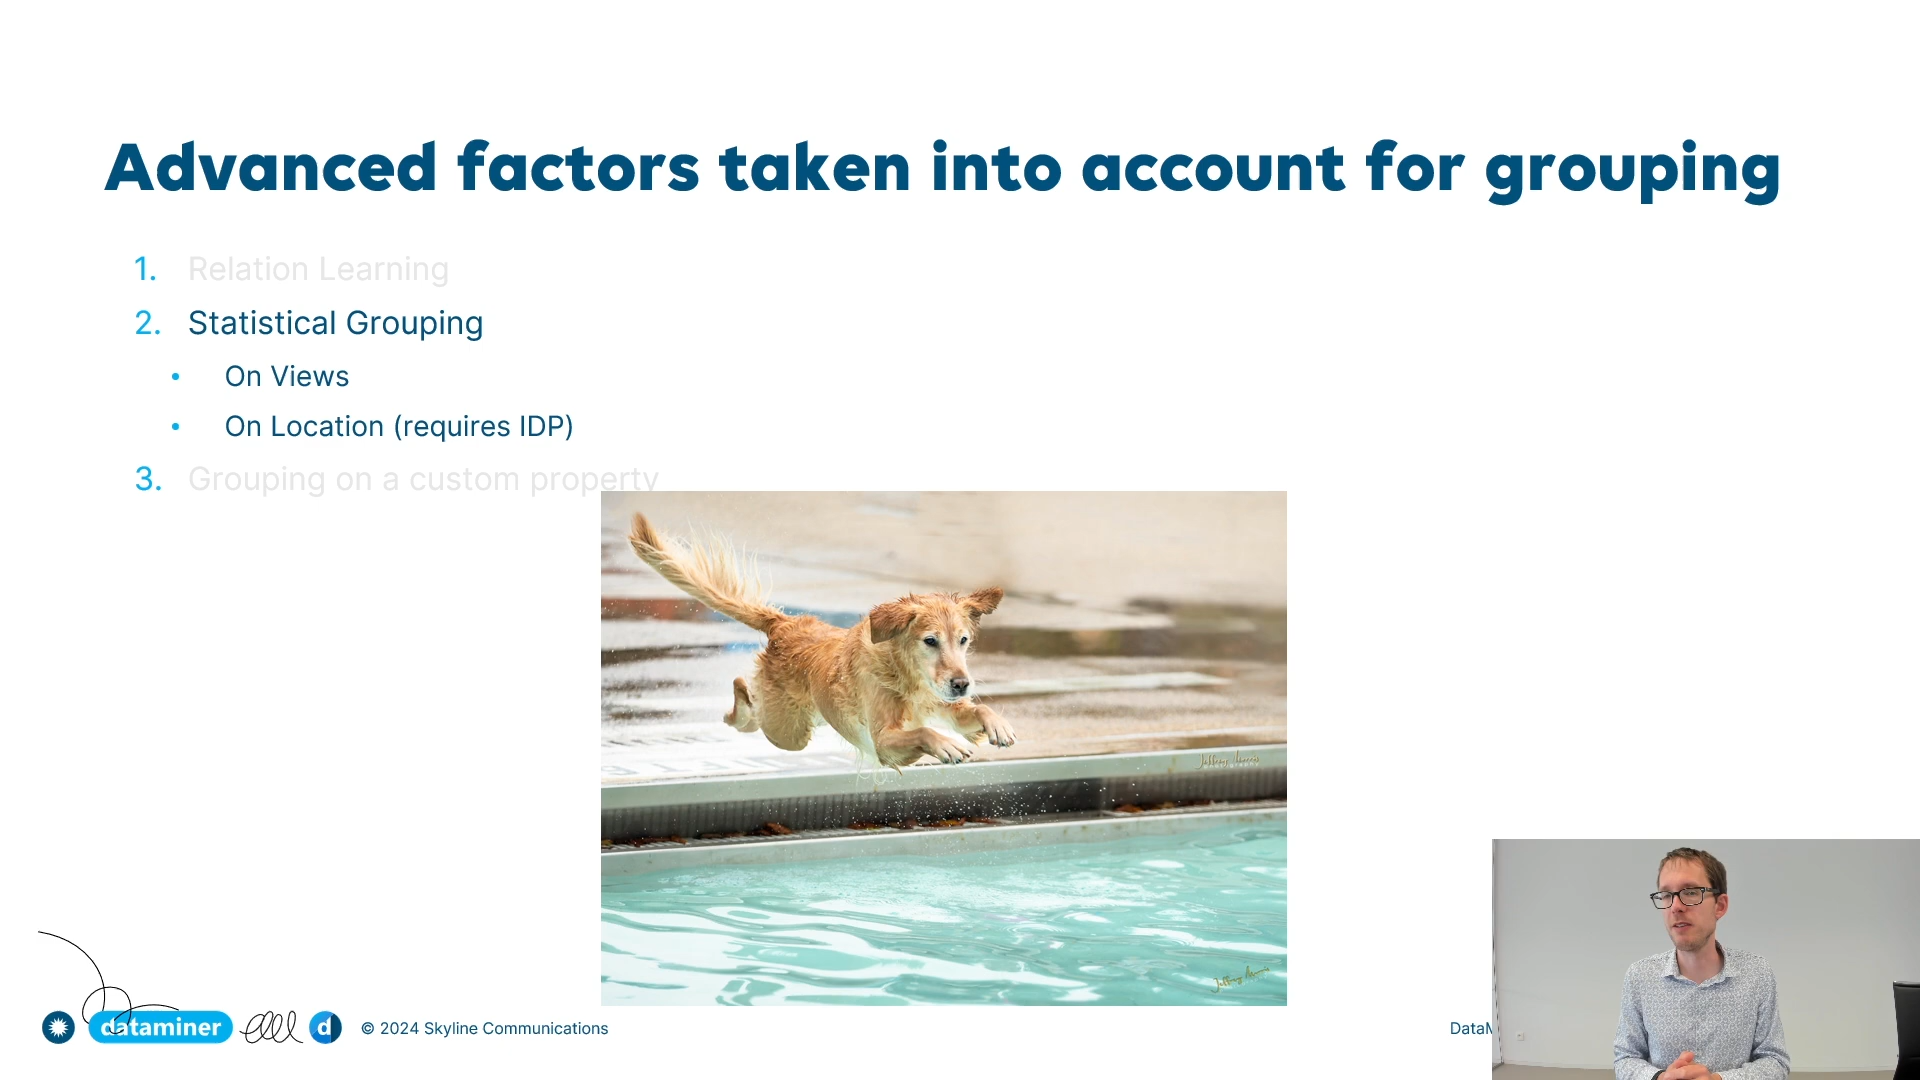 Advanced factors taken into account for grouping
1. Relation Learning
2. Statistical Grouping
• On Views
• On Location (requires IDP)
3. Grouping on a custom property
dataminer
d
© 2024 Skyline Communications